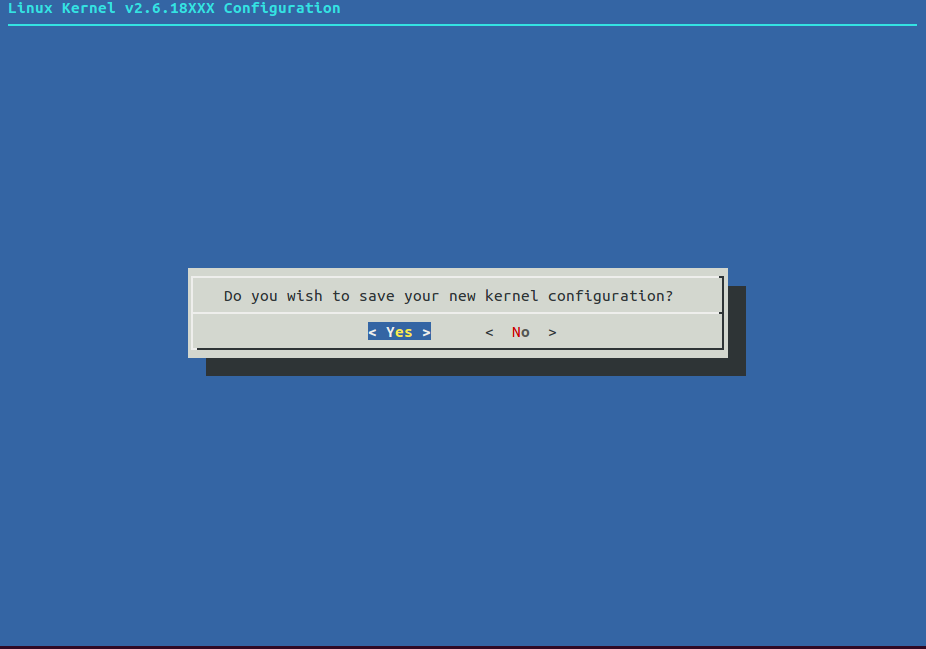 Linux Kernel v2.6.18XXX Configuration
Do you wish to save your new kernel configuration?
< Yes > < No >